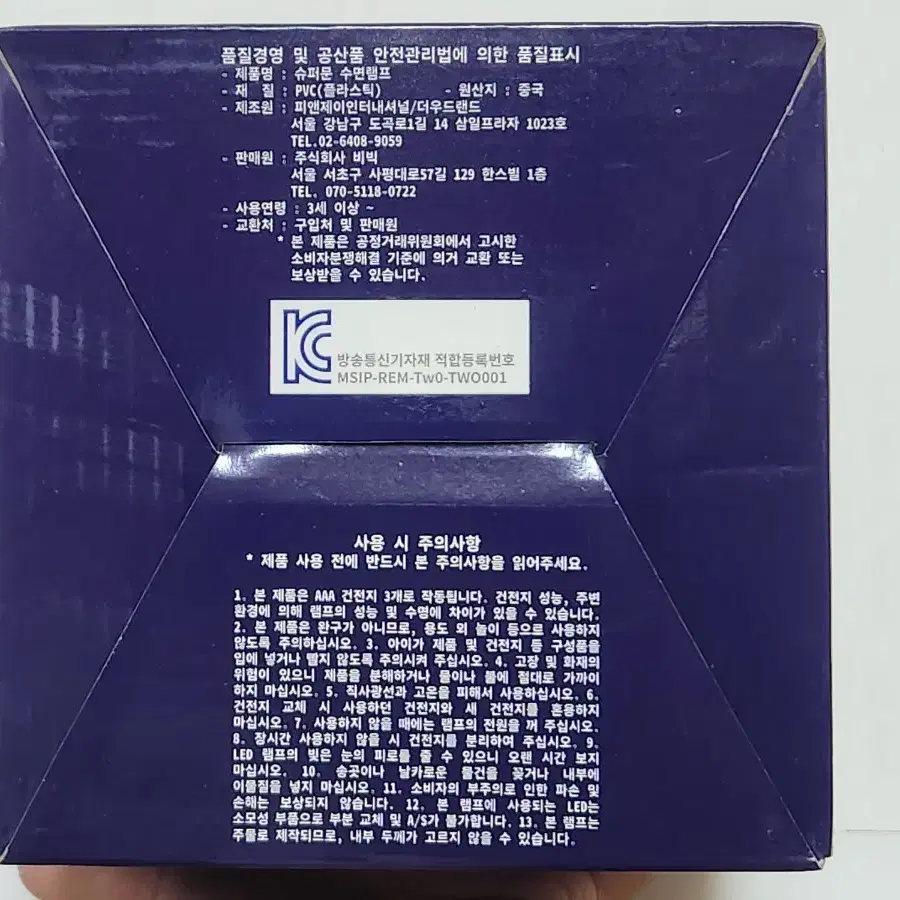 품질경영 및 공산품 안전관리법에 의한 품질표시
- 제품명 : 슈퍼문 수면램프
- 재 질 : PVC(플라스틱) - 원산지 : 중국
- 제조원 : 피앤제이인터내셔널/더우드랜드
서울 강남구 도곡로1길 14 삼일프라자 1023호
TEL.02-6408-9059
- 판매원 : 주식회사 비빅
서울 서초구 사평대로57길 129 한스빌 1층
TEL. 070-5118-0722
- 사용연령 : 3세 이상 ~
- 교환처 : 구입처 및 판매원
* 본 제품은 공정거래위원회에서 고시한
소비자분쟁해결 기준에 의거 교환 또는
보상받을 수 있습니다.
방송통신기자재 적합등록번호
MSIP-REM-Tw0-TWO001
사용 시 주의사항
* 제품 사용 전에 반드시 본 주의사항을 읽어주세요.
1. 본 제품은 AAA 건전지 3개로 작동됩니다. 건전지 성능, 주변
환경에 의해 램프의 성능 및 수명에 차이가 있을 수 있습니다.
2. 본 제품은 완구가 아니므로, 용도 외 놀이 등으로 사용하지
않도록 주의하십시오. 3. 아이가 제품 및 건전지 등 구성품을
입에 넣거나 빨지 않도록 주의시켜 주십시오. 4. 고장 및 화재의
위험이 있으니 제품을 분해하거나 물이나 불에 절대로 가까이
하지 마십시오. 5. 직사광선과 고온을 피해서 사용하십시오. 6.
건전지 교체 시 사용하던 건전지와 새 건전지를 혼용하지
마십시오. 7. 사용하지 않을 때에는 램프의 전원을 꺼 주십시오.
8. 장시간 사용하지 않을 시 건전지를 분리하여 주십시오. 9.
LED 램프의 빛은 눈의 피로를 줄 수 있으니 오랜 시간 보지
마십시오. 10. 송곳이나 날카로운 물건을 꽂거나 내부에
이물질을 넣지 마십시오. 11. 소비자의 부주의로 인한 파손 및
손해는 보상되지 않습니다. 12. 본 램프에 사용되는 LED는
소모성 부품으로 부분 교체 및 A/S가 불가합니다. 13. 본 램프는
주물로 제작되므로, 내부 두께가 고르지 않을 수 있습니다.